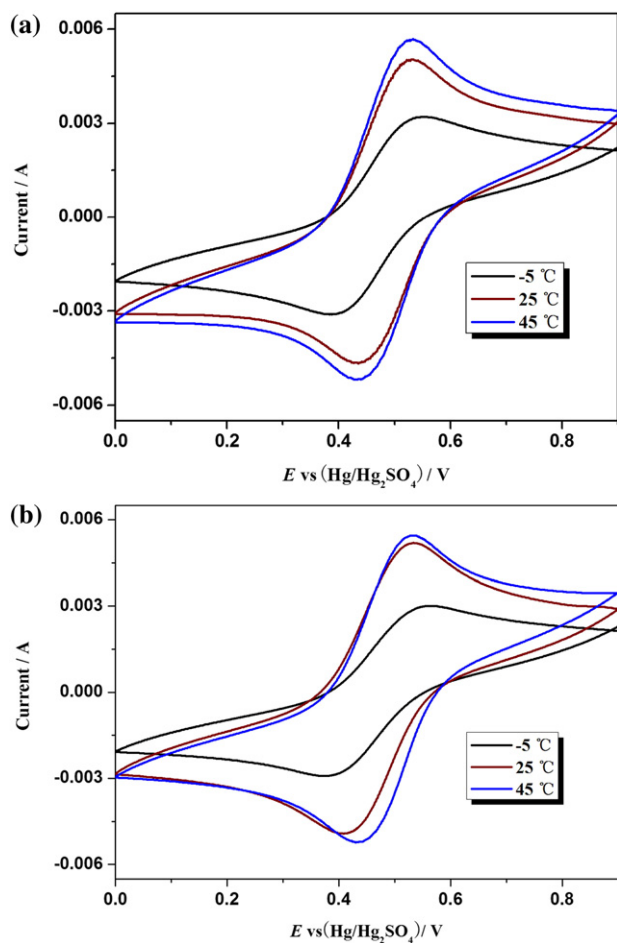 (a)
0.006
0.003
0.000
-0.003
-0.006
Current / A
-5 ℃
25 ℃
45 ℃
0.0 0.2 0.4 0.6 0.8
E vs (Hg/Hg₂SO₄) / V
(b)
0.006
0.003
0.000
-0.003
-0.006
Current / A
-5 ℃
25 ℃
45 ℃
0.0 0.2 0.4 0.6 0.8
E vs (Hg/Hg₂SO₄)/ V